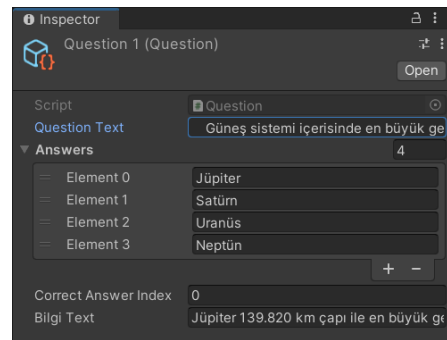 Inspector
Question 1 (Question)
Open
Script Question
Question Text Güneş sistemi içerisinde en büyük ge
Answers 4
Element 0 Jüpiter
Element 1 Satürn
Element 2 Uranüs
Element 3 Neptün
+ -
Correct Answer Index 0
Bilgi Text Jüpiter 139.820 km çapı ile en büyük ge